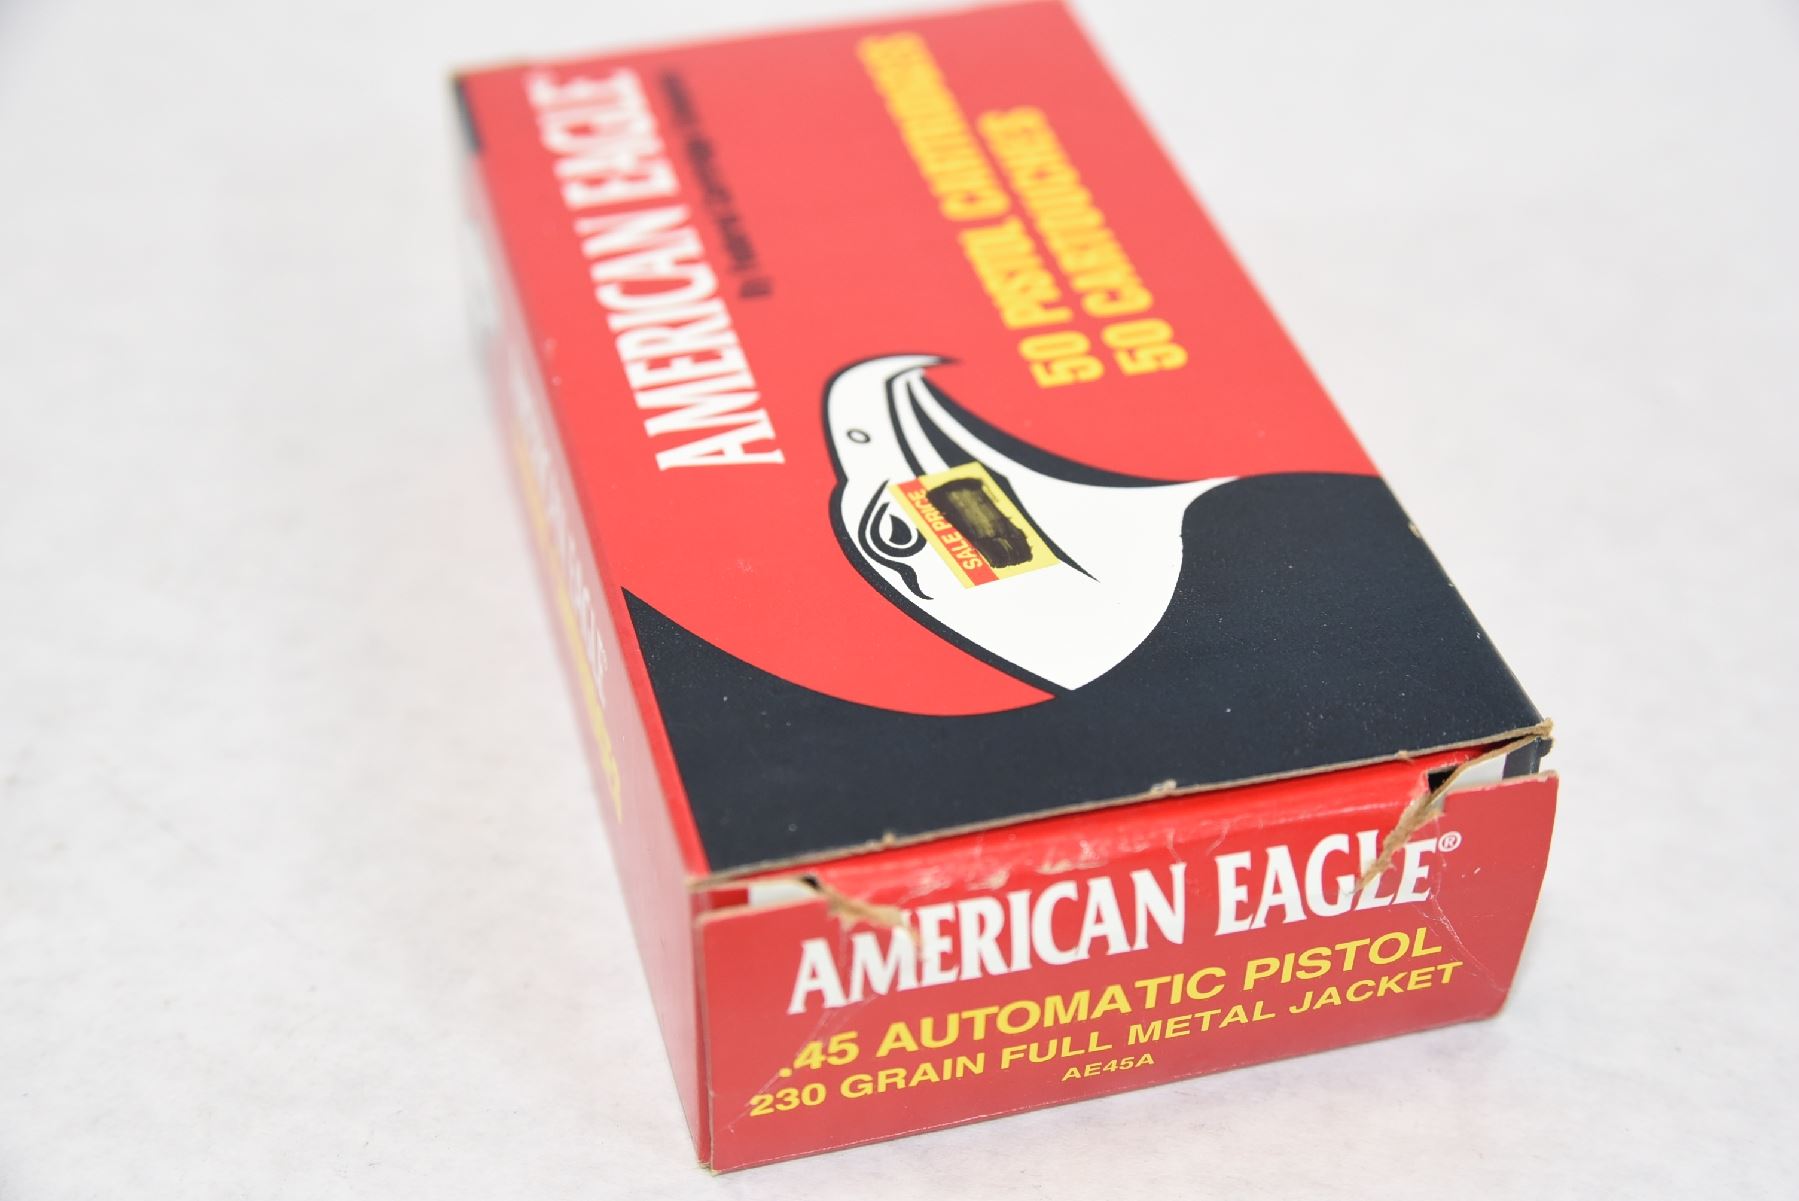 AMERICAN EAGLE
50 PISTOL CARTRIDGES
50 CARTOUCHES
SALE PRICE
AMERICAN EAGLE®
.45 AUTOMATIC PISTOL
230 GRAIN FULL METAL JACKET
AE45A
AMERICAN EAGLE